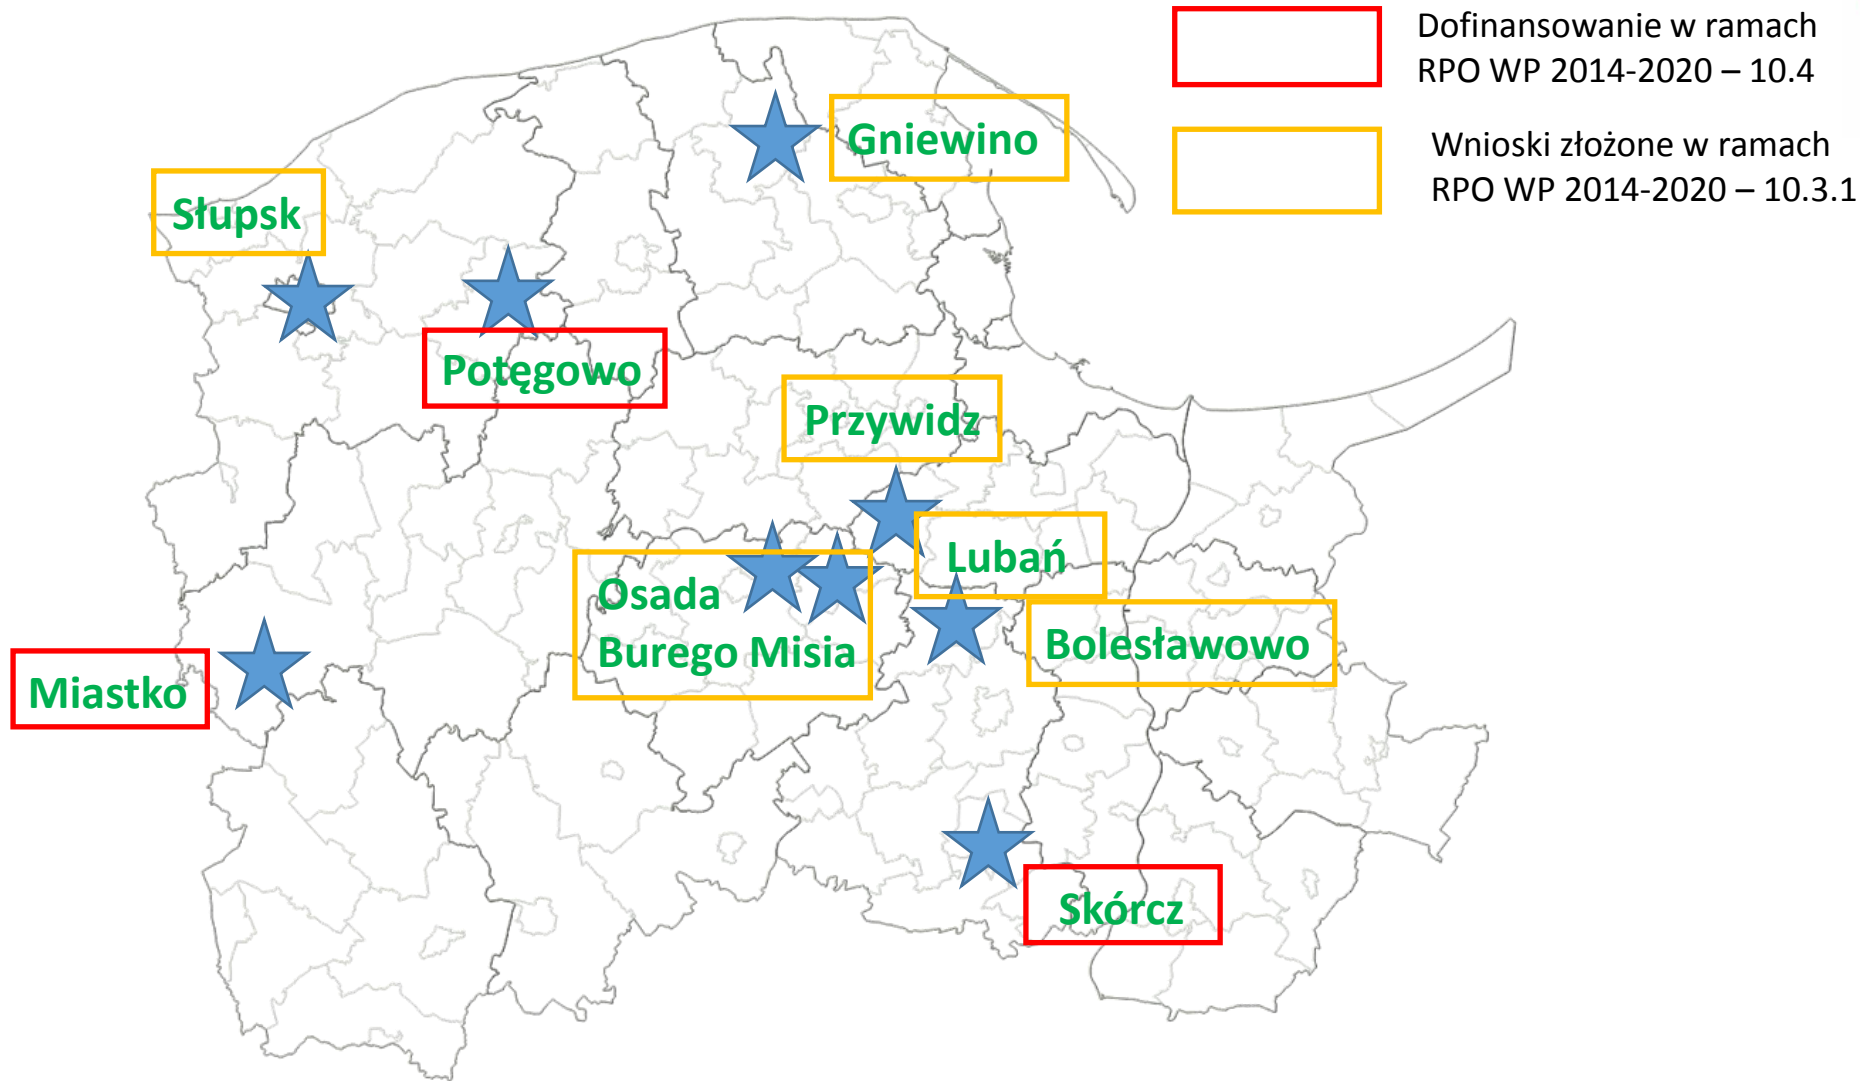 Dofinansowanie w ramach
RPO WP 2014-2020 – 10.4
Wnioski złożone w ramach
RPO WP 2014-2020 – 10.3.1
Gniewino
Słupsk
Potęgowo
Przywidz
Lubań
Osada
Burego Misia
Bolesławowo
Miastko
Skórcz